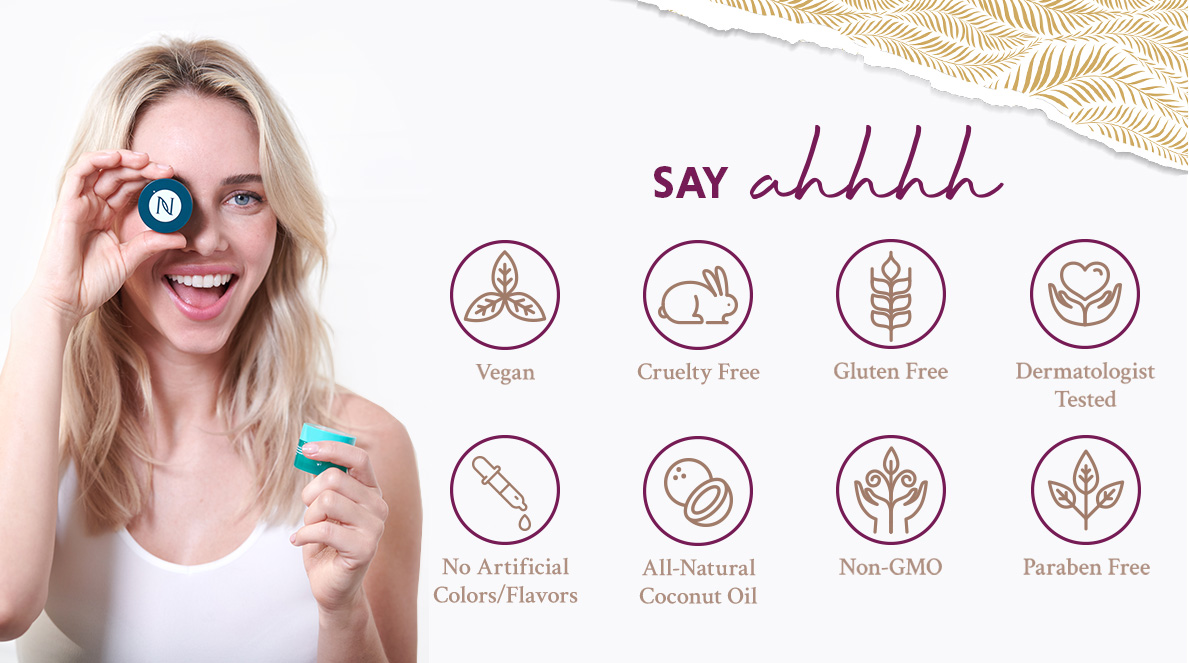 SAY ahhhh
N
Vegan
Cruelty Free
Gluten Free
Dermatologist
Tested
No Artificial
Colors/Flavors
All-Natural
Coconut Oil
Non-GMO
Paraben Free